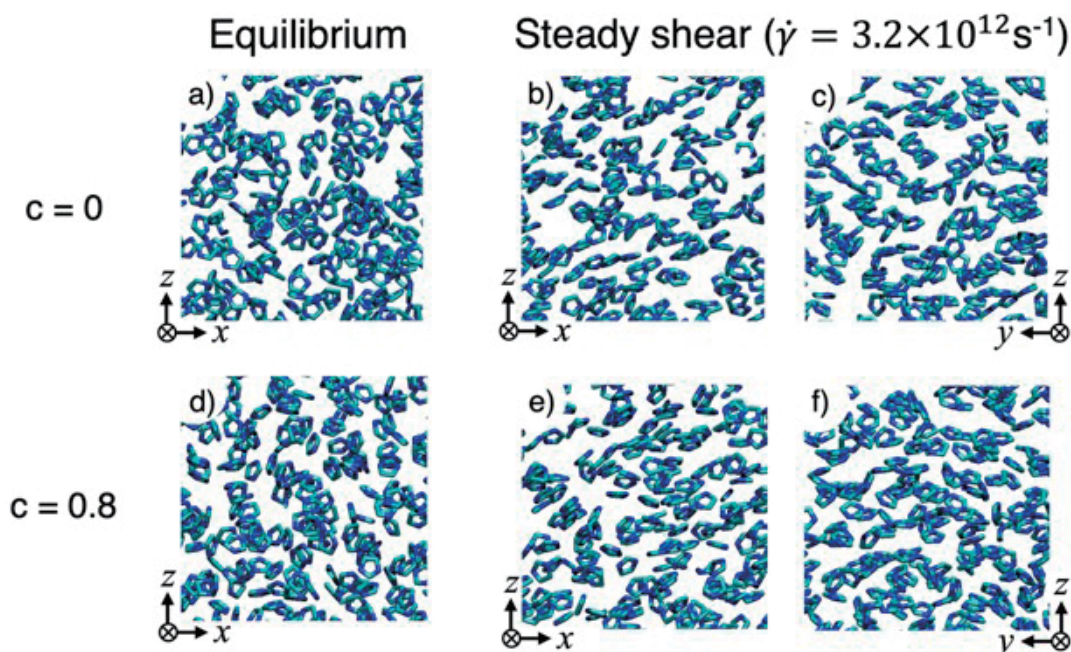 Equilibrium
Steady shear (γ̇ = 3.2×10¹²s⁻¹)
a)
b)
c)
c = 0
z
x
z
x
z
y
d)
e)
f)
c = 0.8
z
x
z
x
z
y